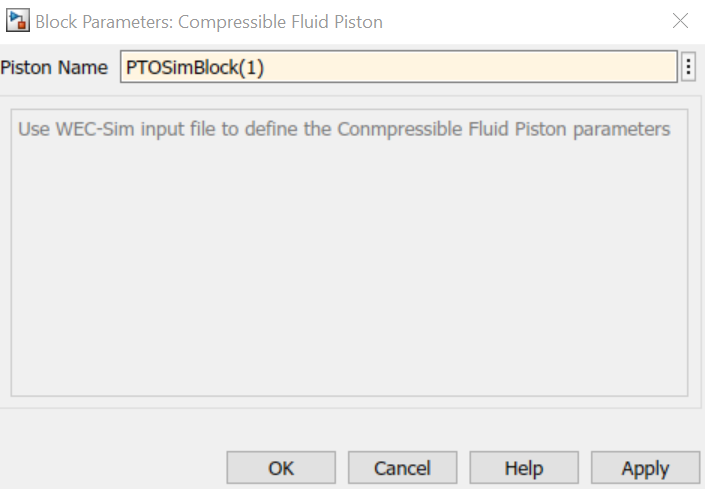 Block Parameters: Compressible Fluid Piston
Piston Name PTOSimBlock(1)
Use WEC-Sim input file to define the Conmpressible Fluid Piston parameters
OK Cancel Help Apply